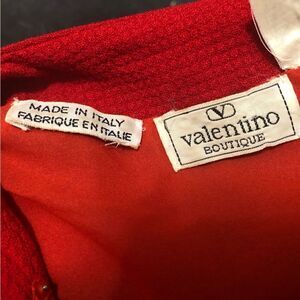 MADE IN ITALY
FABRIQUE EN ITALIE
V
valentino
BOUTIQUE